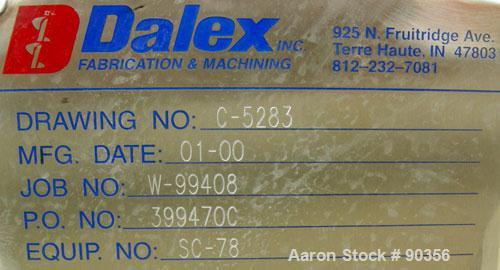 Dalex INC.
FABRICATION & MACHINING
925 N. Fruitridge Ave.
Terre Haute, IN 47803
812-232-7081
DRAWING NO: C-5283
MFG. DATE: 01-00
JOB NO: W-99408
P.O. NO: 399470C
EQUIP. NO: SC-78
Aaron Stock # 90356